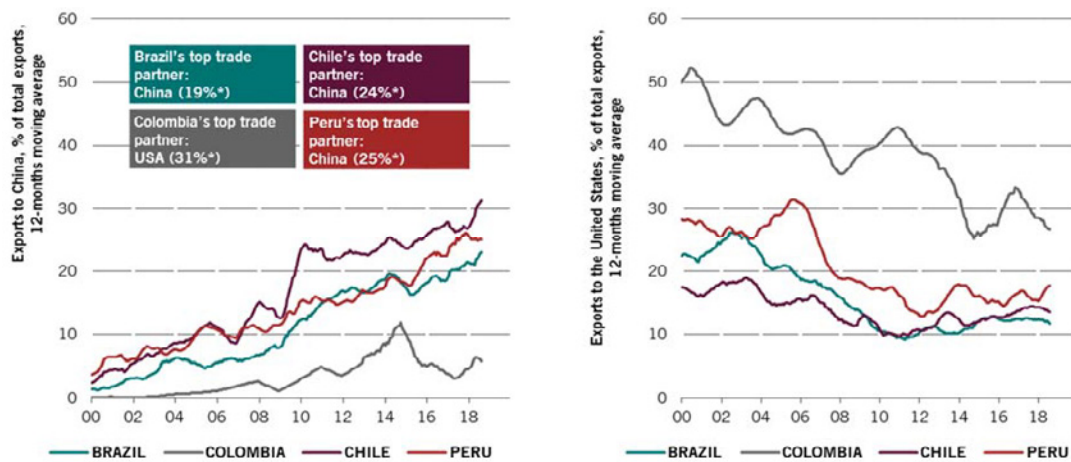 Exports to China, % of total exports,
12-months moving average
60
50
40
30
20
10
0
Brazil's top trade
partner:
China (19%*)
Chile's top trade
partner:
China (24%*)
Colombia's top trade
partner:
USA (31%*)
Peru's top trade
partner:
China (25%*)
00 02 04 06 08 10 12 14 16 18
BRAZIL COLOMBIA CHILE PERU
Exports to the United States, % of total exports,
12-months moving average
60
50
40
30
20
10
0
00 02 04 06 08 10 12 14 16 18
BRAZIL COLOMBIA CHILE PERU